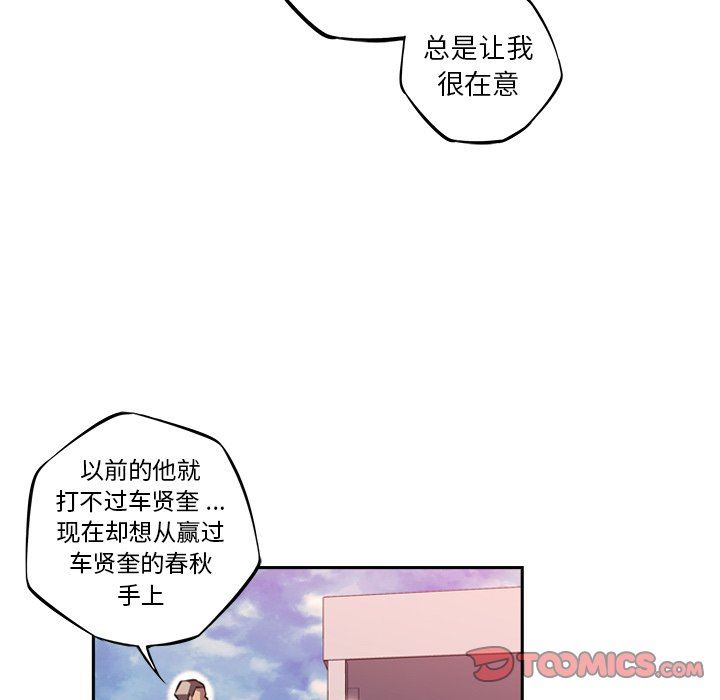 总是让我
很在意
以前的他就
打不过车贤奎...
现在却想从赢过
车贤奎的春秋
手上
TOOMICS.COM